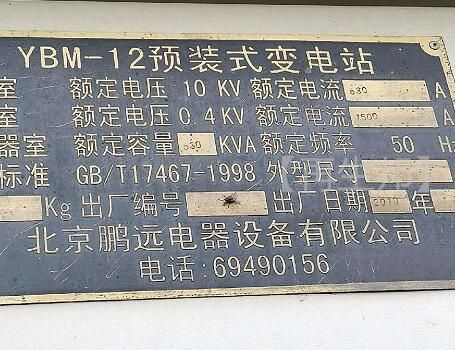 YBM-12预装式变电站
室 额定电压 10 KV 额定电流 630 A
室 额定电压 0.4 KV 额定电流 1500 A
器室 额定容量 630 KVA 额定频率 50 Hz
标准 GB/T17467-1998 外型尺寸
Kg 出厂编号 出厂日期 2010 年
北京鹏远电器设备有限公司
电话:69490156